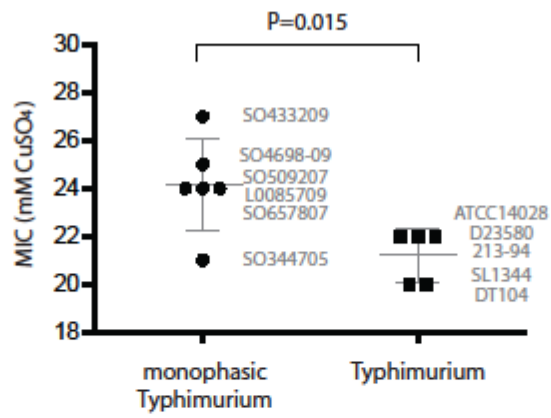 P=0.015
30
28
26
24
22
20
18
MIC (mM CuSO₄)
SO433209
SO4698-09
SO509207
L0085709
SO657807
SO344705
ATCC14028
D23580
213-94
SL1344
DT104
monophasic
Typhimurium
Typhimurium